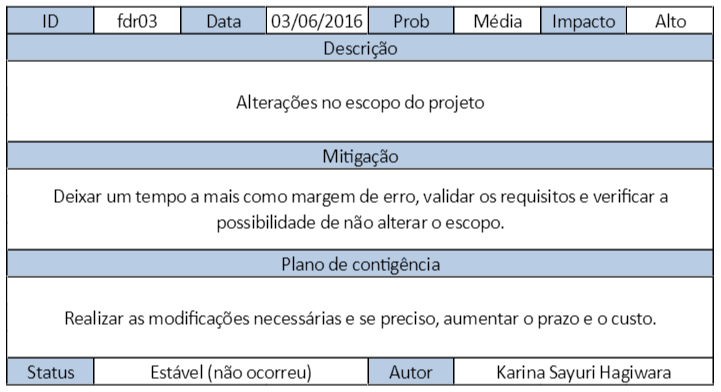 ID fdr03 Data 03/06/2016 Prob Média Impacto Alto
Descrição
Alterações no escopo do projeto
Mitigação
Deixar um tempo a mais como margem de erro, validar os requisitos e verificar a
possibilidade de não alterar o escopo.
Plano de contigência
Realizar as modificações necessárias e se preciso, aumentar o prazo e o custo.
Status Estável (não ocorreu) Autor Karina Sayuri Hagiwara